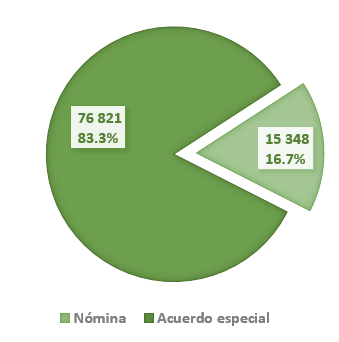 76 821
83.3%
15 348
16.7%
Nómina Acuerdo especial